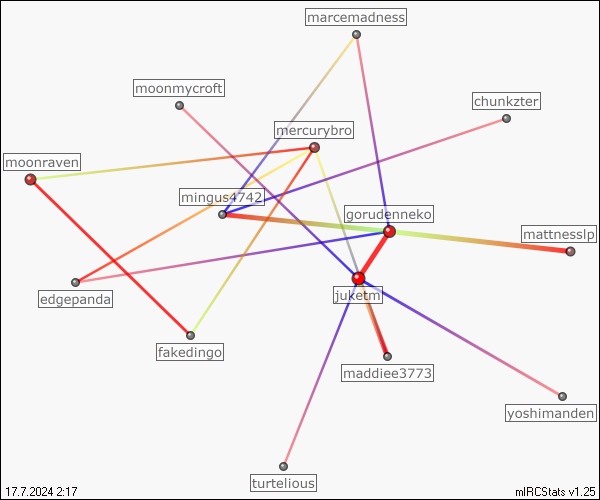 marcemadness
moonmycroft
chunkzter
mercurybro
moonraven
mingus4742
gorudenneko
mattnesslp
edgepanda
juketm
fakedingo
maddiee3773
yoshimanden
turtelious
17.7.2024 2:17
mIRCStats v1.25